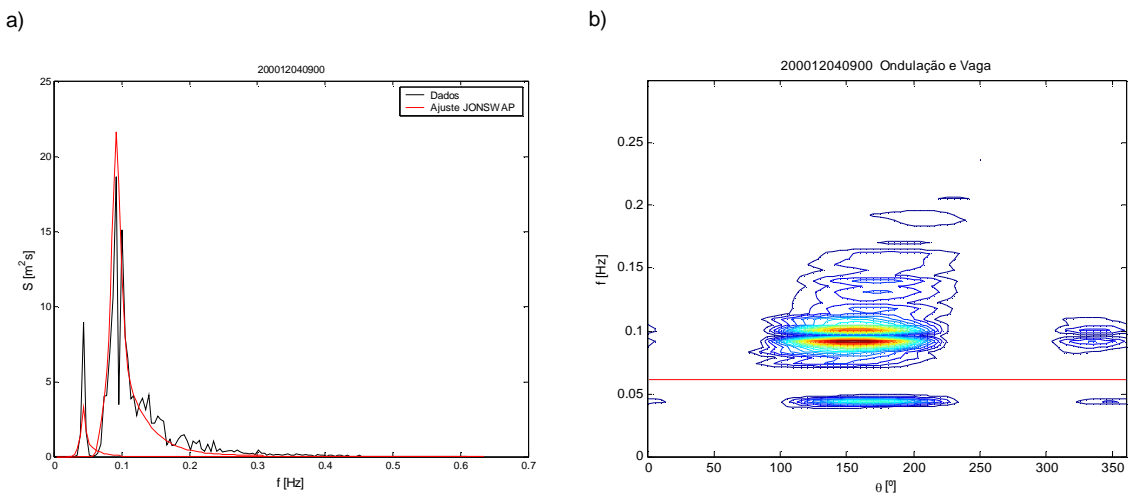 a)
b)
200012040900
Dados
Ajuste JONSWAP
S [m²s]
25
20
15
10
5
0
0 0.1 0.2 0.3 0.4 0.5 0.6 0.7
f [Hz]
200012040900 Ondulação e Vaga
f [Hz]
0.25
0.2
0.15
0.1
0.05
0
0 50 100 150 200 250 300 350
θ [º]